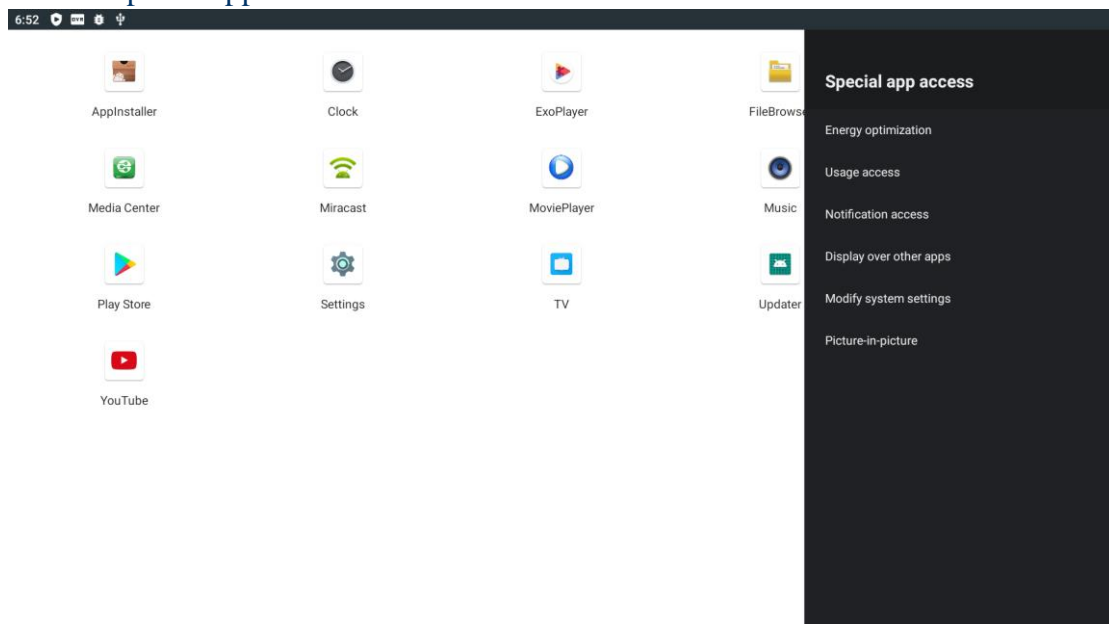 6:52
Special app access
AppInstaller
Clock
ExoPlayer
FileBrowse
Energy optimization
Usage access
Media Center
Miracast
MoviePlayer
Music
Notification access
Display over other apps
Play Store
Settings
TV
Updater
Modify system settings
Picture-in-picture
YouTube